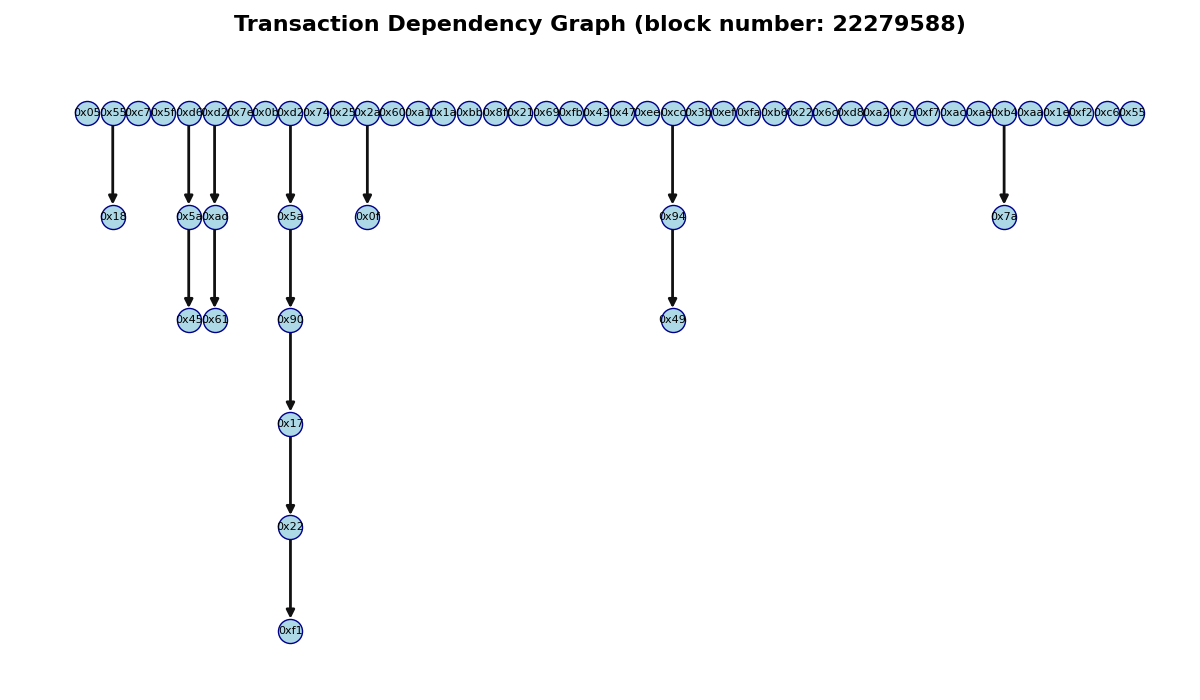 Transaction Dependency Graph (block number: 22279588)
0x05 0x55 0xc7 0x5f 0xd6 0xd2 0x7e 0x0b 0xd2 0x74 0x25 0x2a 0x60 0xa1 0x1a 0xbb 0x8f 0x21 0x69 0xfb 0x43 0x47 0xee 0xcc 0x3b 0xef 0xfa 0xb6 0x22 0x6c 0xd8 0xa2 0x7c 0xf7 0xac 0xae 0xb4 0xaa 0x1e 0xf2 0xc6 0x55
0x18 0x5a 0xad 0x5a 0x0f 0x94 0x7a
0x45 0x61 0x90 0x49
0x17
0x22
0xf1